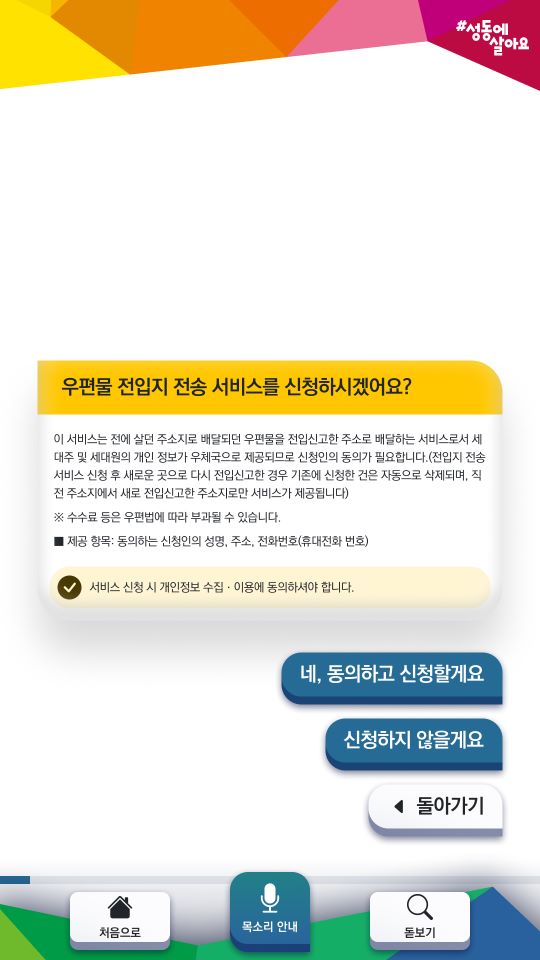 #성동에
살아요
우편물 전입지 전송 서비스를 신청하시겠어요?
이 서비스는 전에 살던 주소지로 배달되던 우편물을 전입신고한 주소로 배달하는 서비스로서 세
대주 및 세대원의 개인 정보가 우체국으로 제공되므로 신청인의 동의가 필요합니다.(전입지 전송
서비스 신청 후 새로운 곳으로 다시 전입신고한 경우 기존에 신청한 건은 자동으로 삭제되며, 직
전 주소지에서 새로 전입신고한 주소지로만 서비스가 제공됩니다)
※ 수수료 등은 우편법에 따라 부과될 수 있습니다.
■ 제공 항목: 동의하는 신청인의 성명, 주소, 전화번호(휴대전화 번호)
서비스 신청 시 개인정보 수집 · 이용에 동의하셔야 합니다.
네, 동의하고 신청할게요
신청하지 않을게요
돌아가기
처음으로
목소리 안내
돋보기